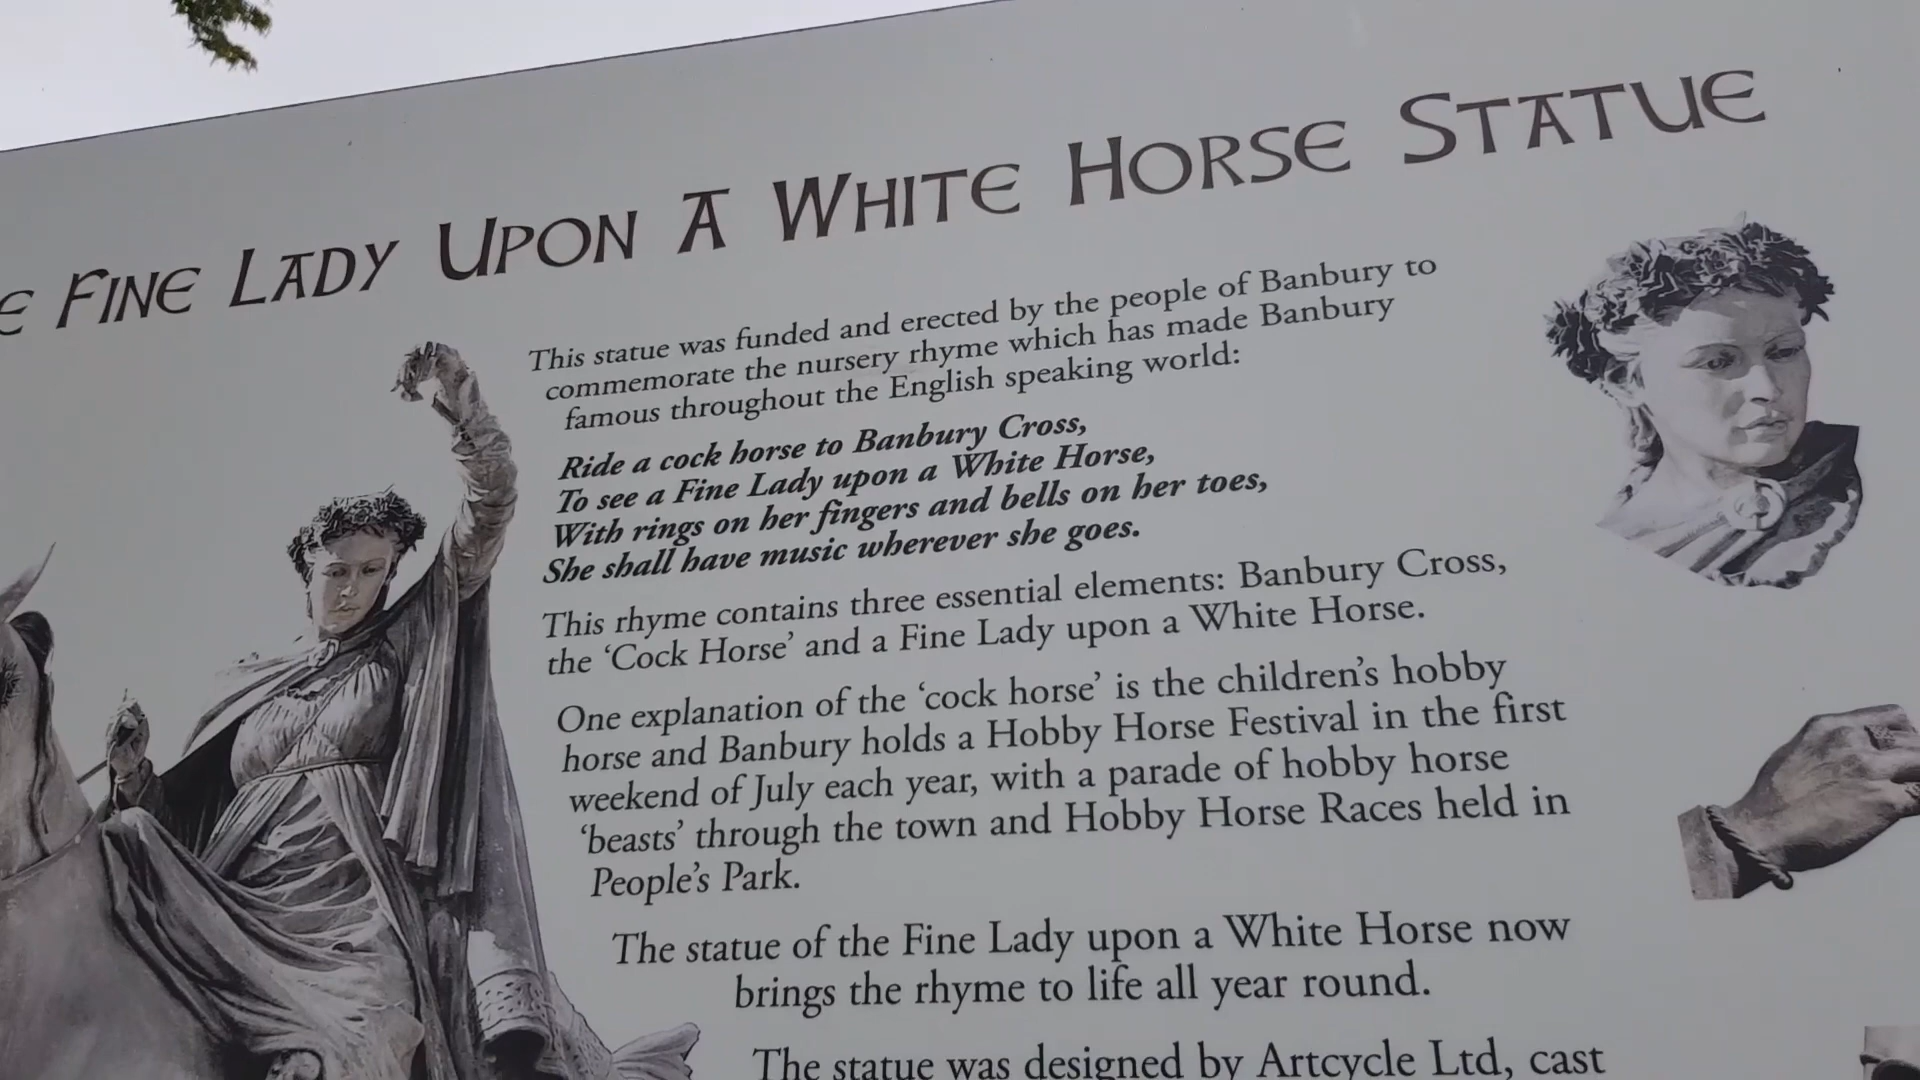 FINE LADY UPON A WHITE HORSE STATUE
This statue was funded and erected by the people of Banbury to
commemorate the nursery rhyme which has made Banbury
famous throughout the English speaking world:
Ride a cock horse to Banbury Cross,
To see a Fine Lady upon a White Horse,
With rings on her fingers and bells on her toes,
She shall have music wherever she goes.
This rhyme contains three essential elements: Banbury Cross,
the ‘Cock Horse’ and a Fine Lady upon a White Horse.
One explanation of the ‘cock horse’ is the children’s hobby
horse and Banbury holds a Hobby Horse Festival in the first
weekend of July each year, with a parade of hobby horse
‘beasts’ through the town and Hobby Horse Races held in
People’s Park.
The statue of the Fine Lady upon a White Horse now
brings the rhyme to life all year round.
The statue was designed by Artcycle Ltd, cast